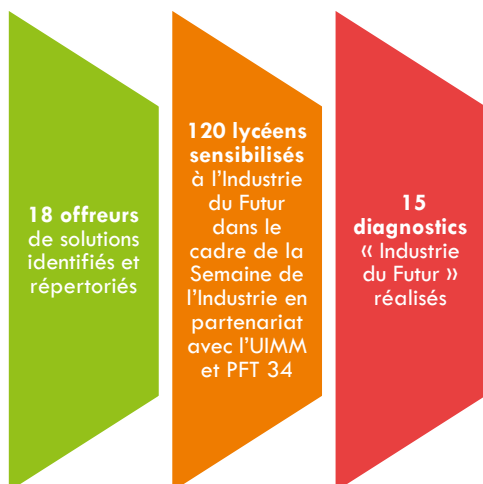 18 offreurs
de solutions
identifiés et
répertoriés
120 lycéens
sensibilisés
à l’Industrie
du Futur
dans le
cadre de la
Semaine de
l’Industrie en
partenariat
avec l’UIMM
et PFT 34
15
diagnostics
« Industrie
du Futur »
réalisés